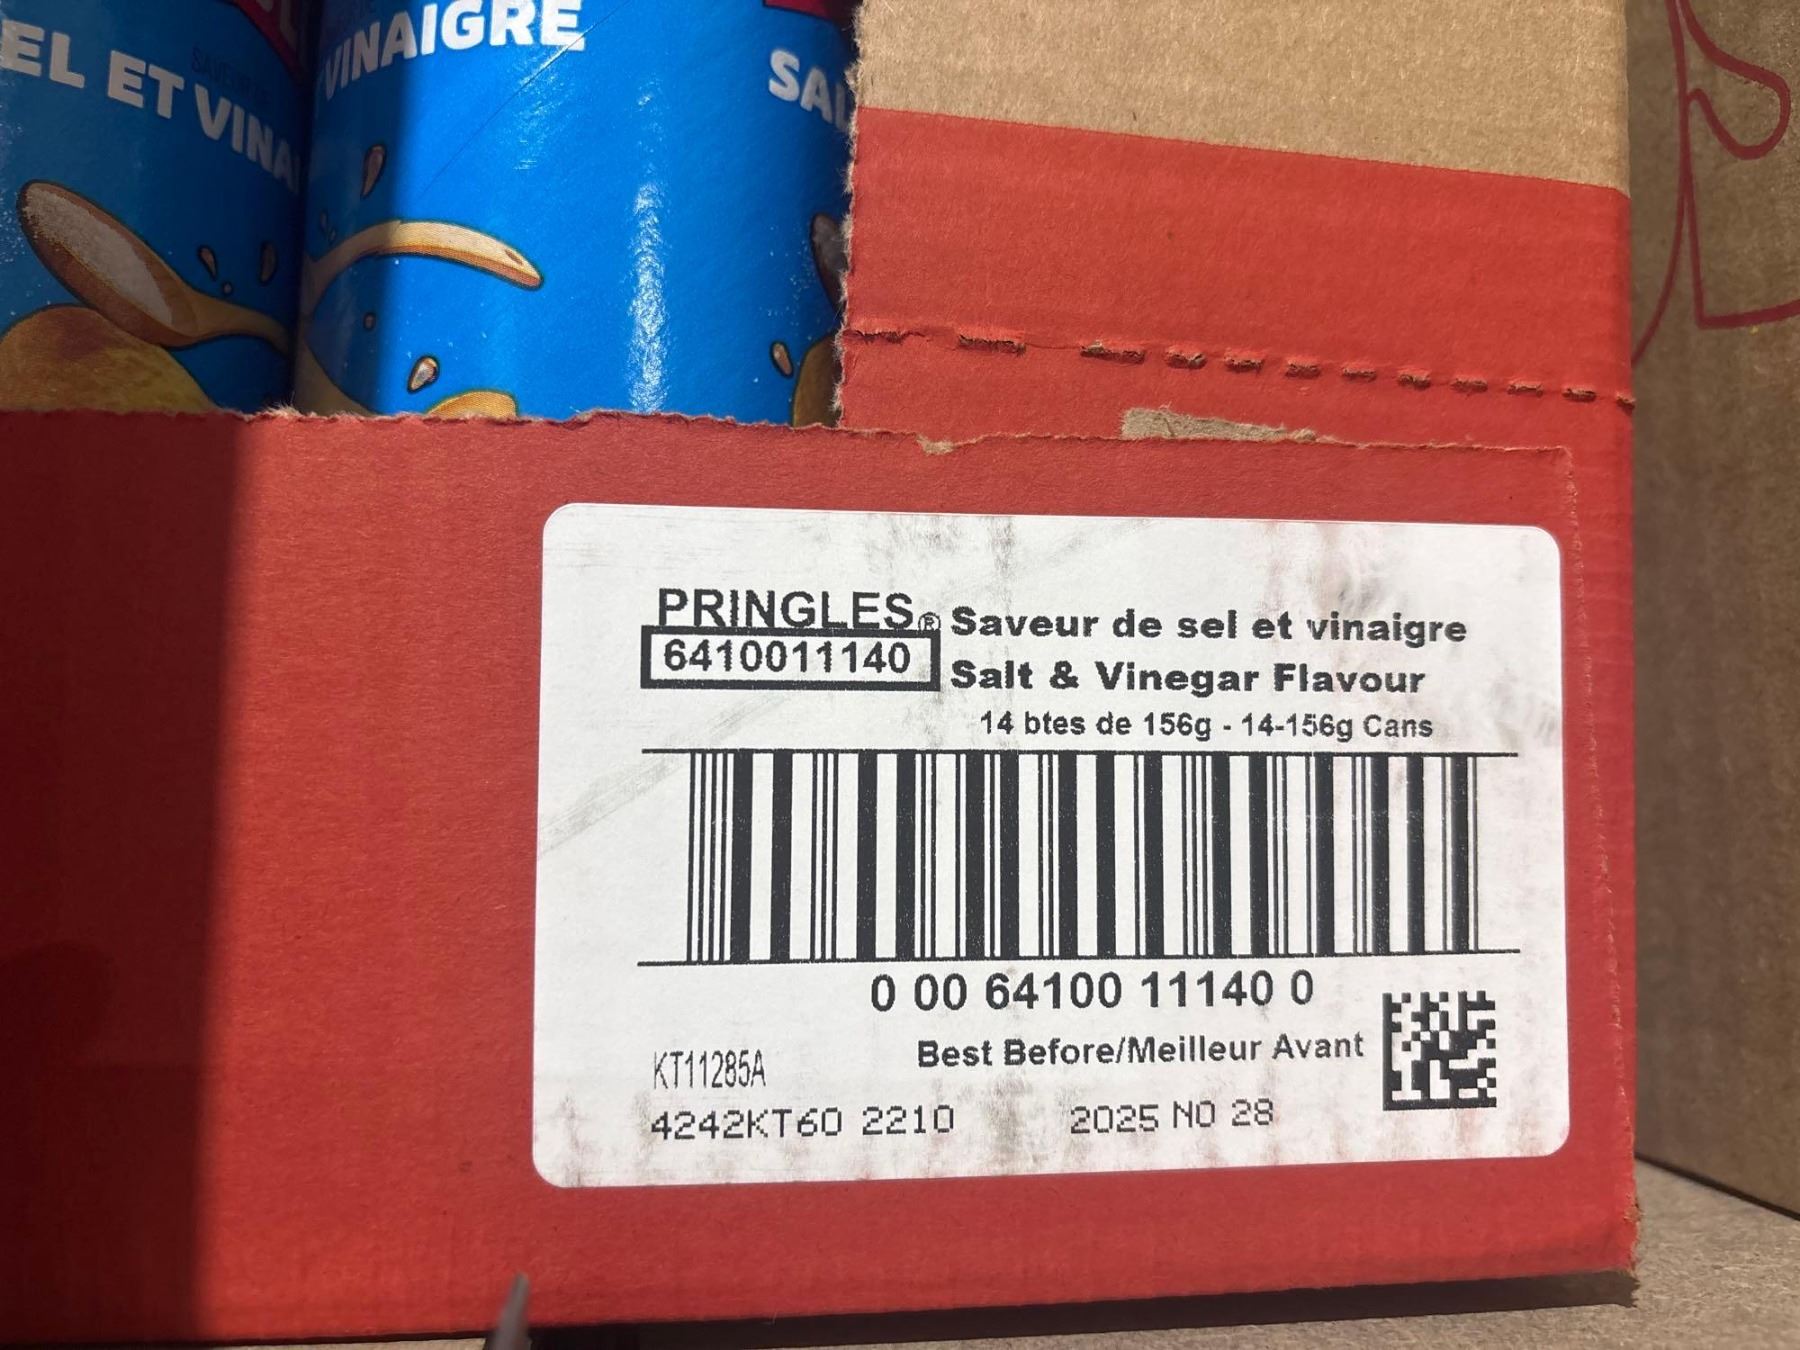 EL ET VINA
VINAIGRE
SAL
PRINGLES®
6410011140
Saveur de sel et vinaigre
Salt & Vinegar Flavour
14 btes de 156g - 14-156g Cans
0 00 64100 11140 0
KT11285A
Best Before/Meilleur Avant
4242KT60 2210
2025 NO 28